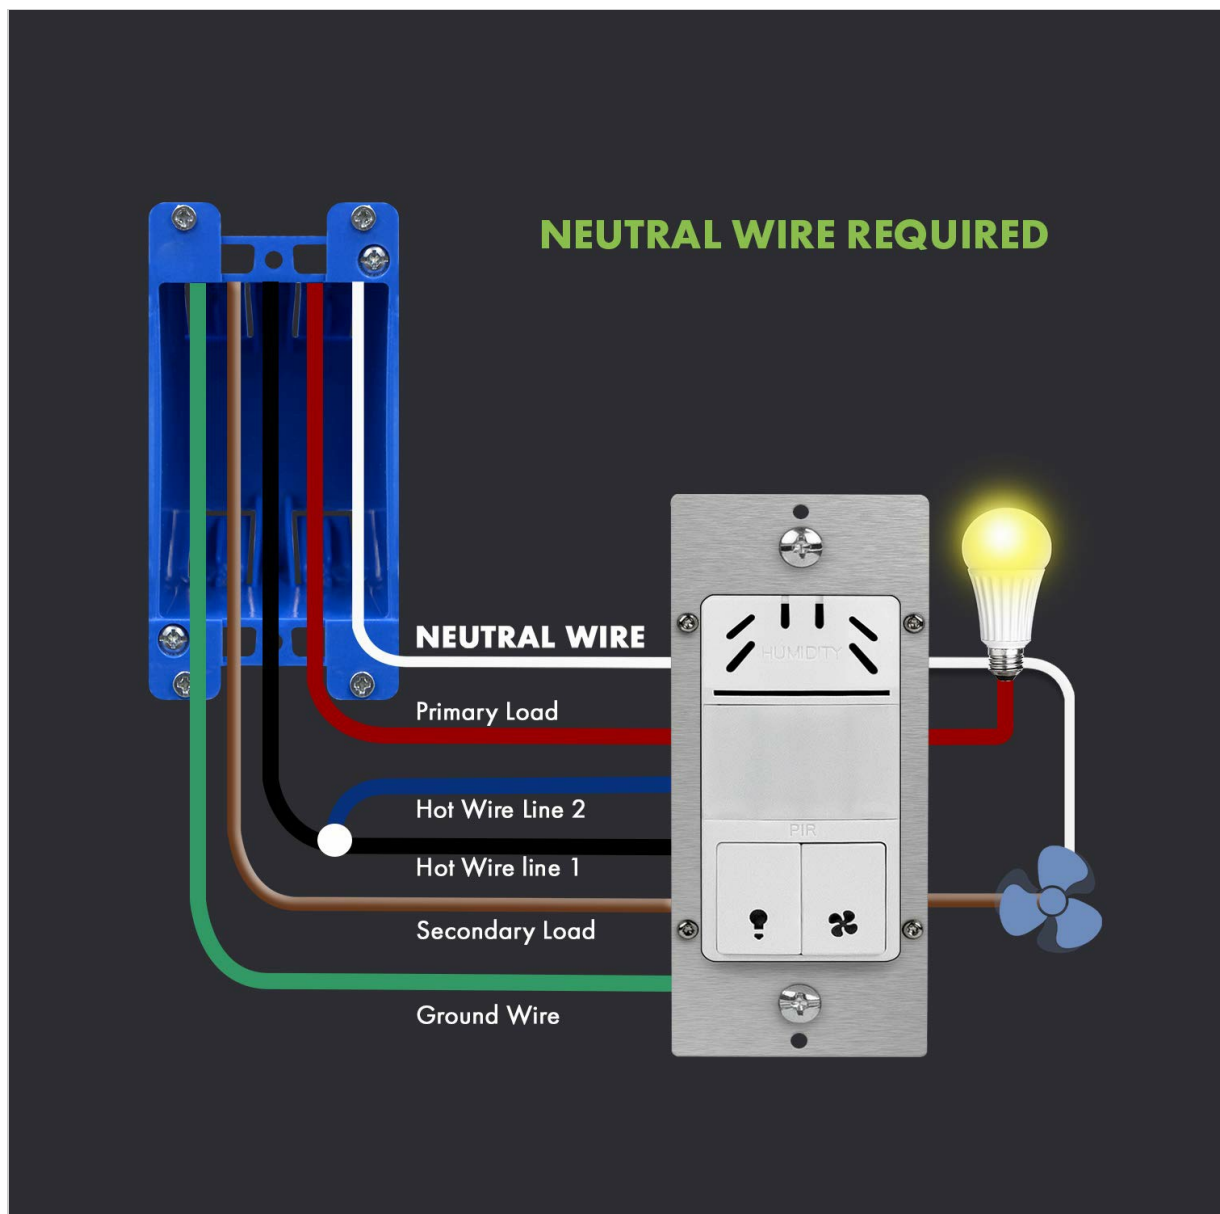 NEUTRAL WIRE REQUIRED
NEUTRAL WIRE
HUMIDITY
Primary Load
Hot Wire Line 2
PIR
Hot Wire line 1
Secondary Load
Ground Wire